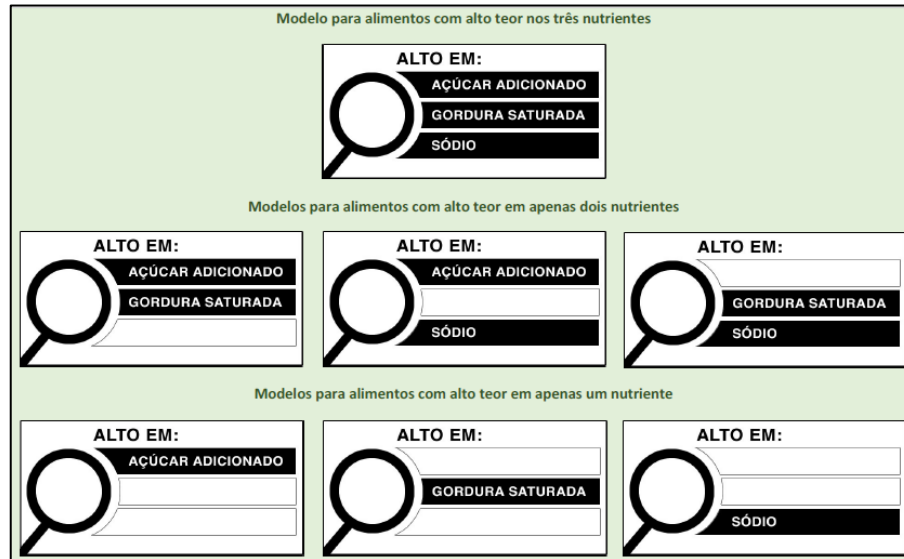 Modelo para alimentos com alto teor nos três nutrientes
ALTO EM:
AÇÚCAR ADICIONADO
GORDURA SATURADA
SÓDIO
Modelos para alimentos com alto teor em apenas dois nutrientes
ALTO EM:
AÇÚCAR ADICIONADO
GORDURA SATURADA
ALTO EM:
AÇÚCAR ADICIONADO
SÓDIO
ALTO EM:
GORDURA SATURADA
SÓDIO
Modelos para alimentos com alto teor em apenas um nutriente
ALTO EM:
AÇÚCAR ADICIONADO
ALTO EM:
GORDURA SATURADA
ALTO EM:
SÓDIO